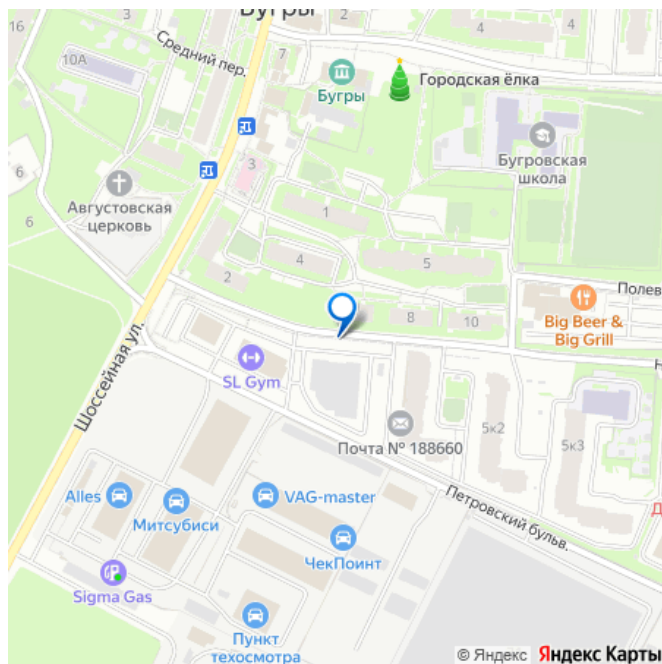 Бугры
16
2
2
10А
Средний пер.
7
Бугры
Городская ёлка
4
3
Бугровская
школа
Августовская
церковь
6
6
1
4
5
2
Полев
8
10
Big Beer &
Big Grill
Шоссейная ул.
SL Gym
Почта № 188660
5к2
5к3
Alles
Митсубиси
VAG-master
Петровский бульв.
ЧекПоинт
Sigma Gas
Пункт
техосмотра
© Яндекс Яндекс Карты